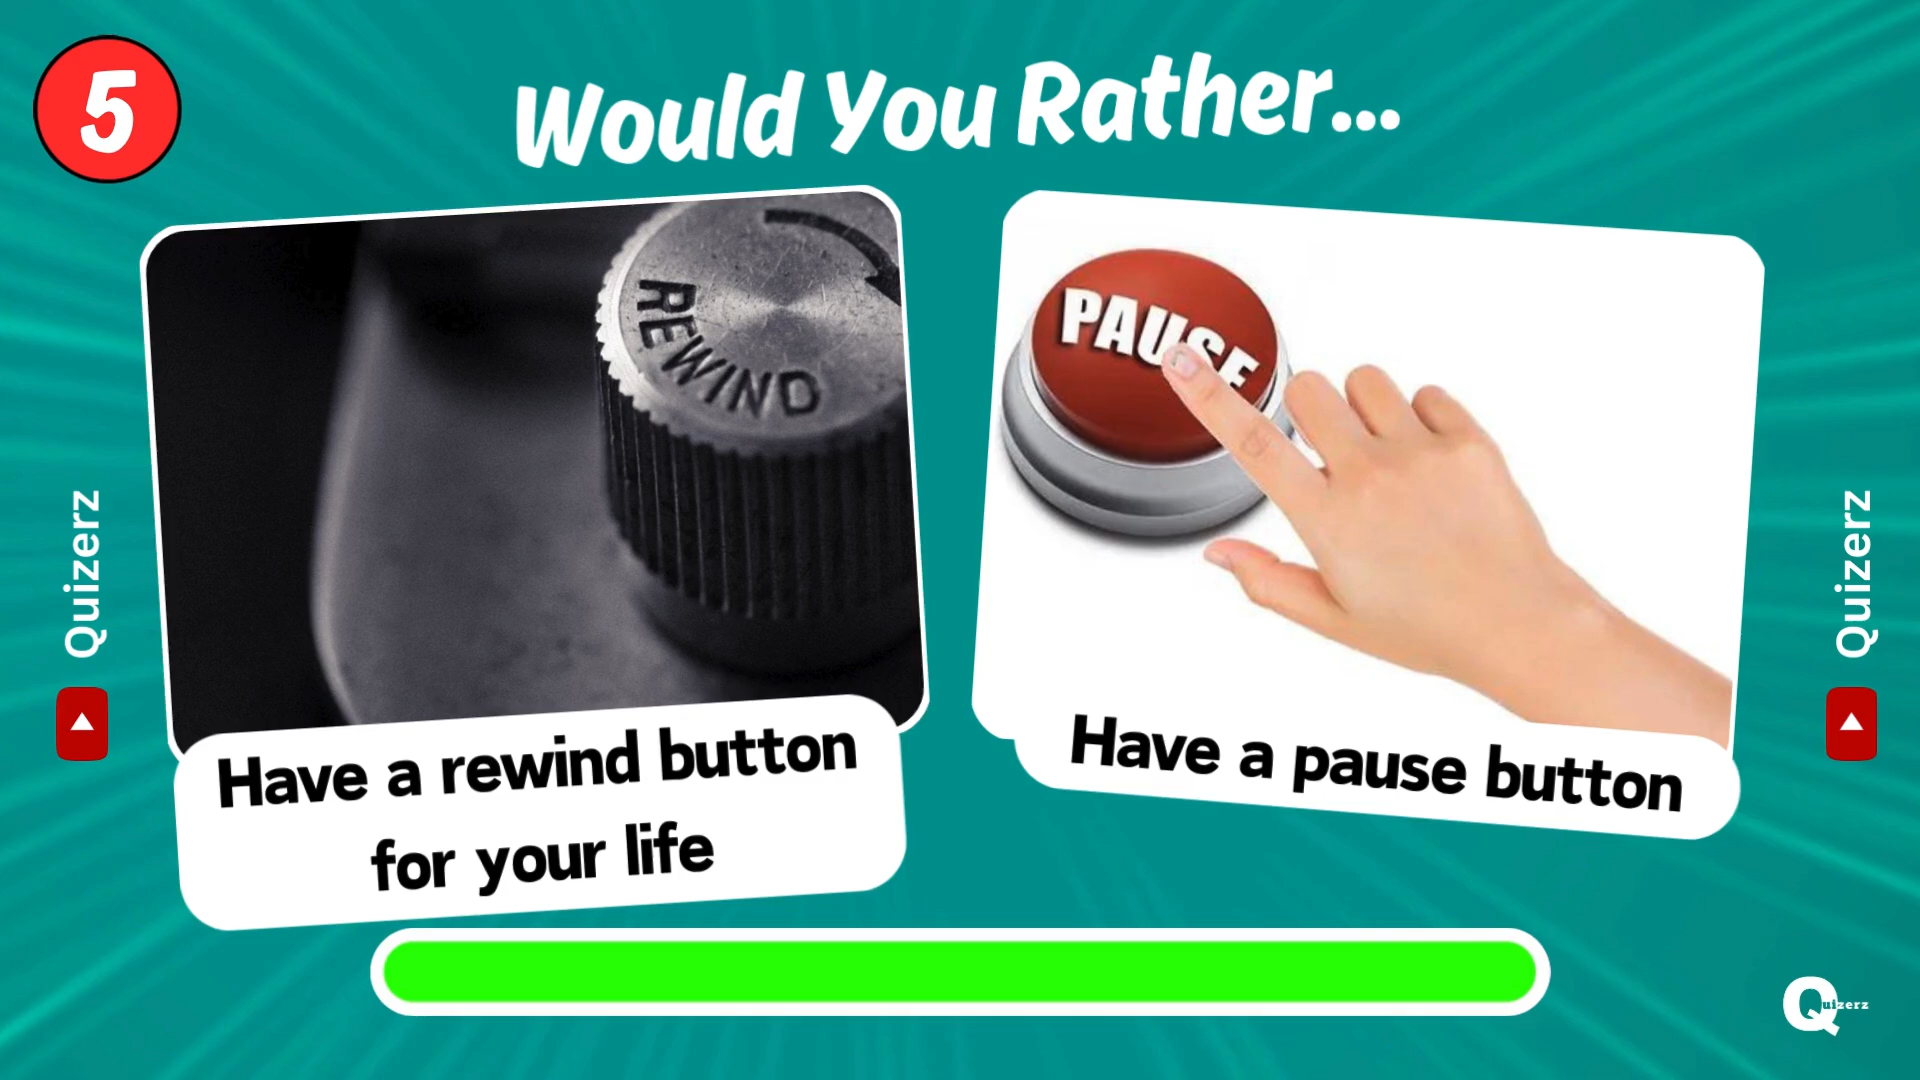 5
Would You Rather...
REWIND
PAUSE
Have a rewind button
for your life
Have a pause button
Quizerz
Quizerz
Quizerz